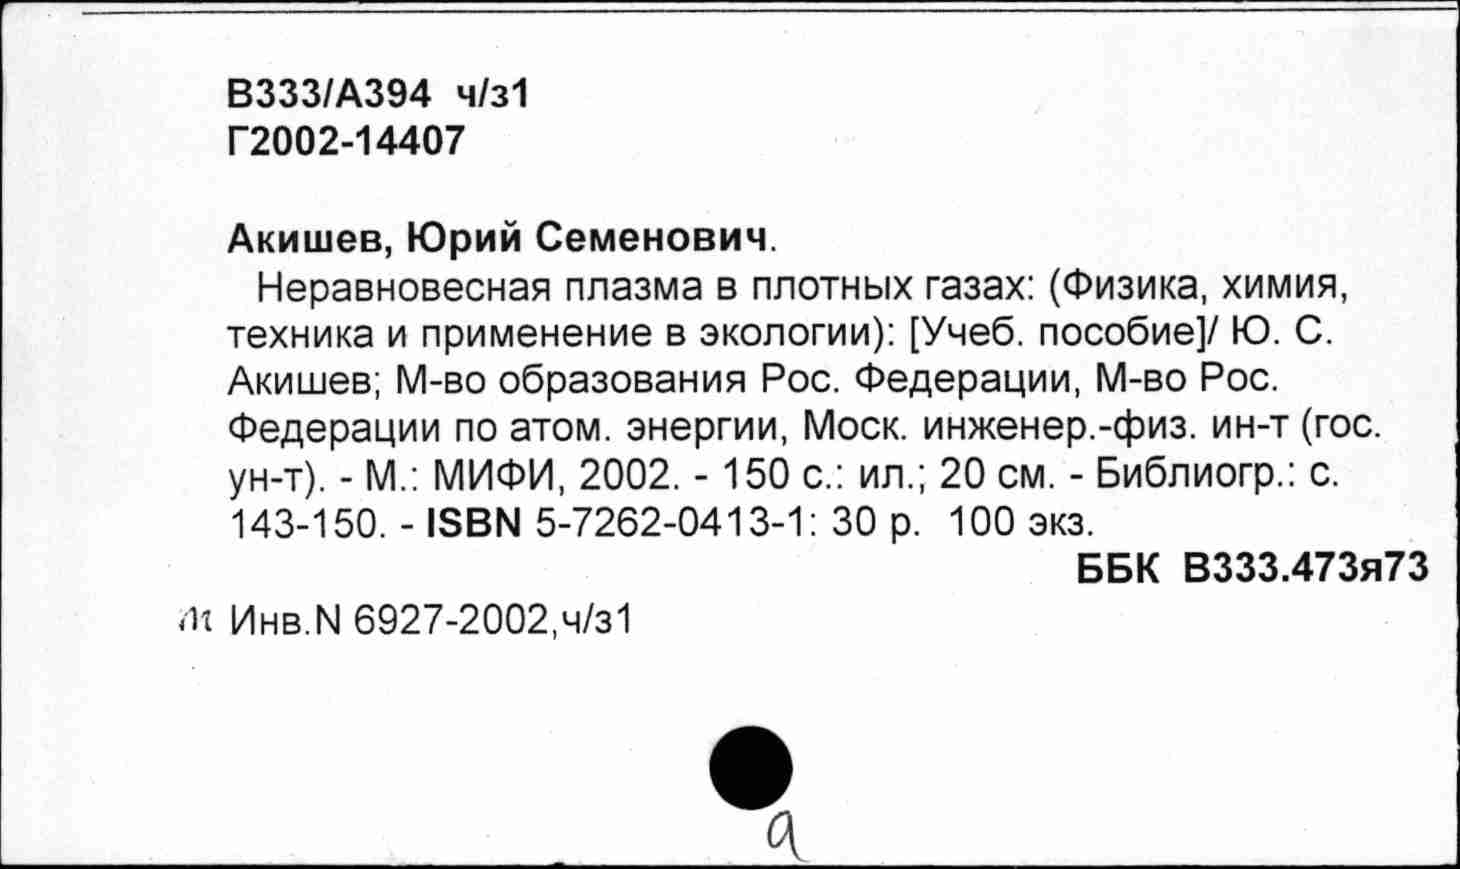 В333/А394 ч/з1
Г2002-14407
Акишев, Юрий Семенович.
Неравновесная плазма в плотных газах: (Физика, химия,
техника и применение в экологии): [Учеб. пособие]/ Ю. С.
Акишев; М-во образования Рос. Федерации, М-во Рос.
Федерации по атом. энергии, Моск. инженер.-физ. ин-т (гос.
ун-т). - М.: МИФИ, 2002. - 150 с.: ил.; 20 см. - Библиогр.: с.
143-150. - ISBN 5-7262-0413-1: 30 р. 100 экз.
ББК В333.473я73
Инв.N 6927-2002,ч/з1
а